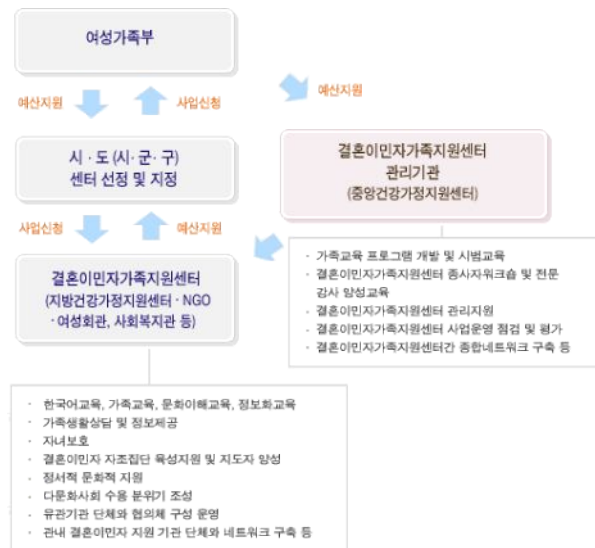 여성가족부
예산지원
사업신청
예산지원
시·도 (시·군·구)
센터 선정 및 지정
결혼이민자가족지원센터
관리기관
(중앙건강가정지원센터)
사업신청
예산지원
· 가족교육 프로그램 개발 및 시범교육
· 결혼이민자가족지원센터 종사자워크숍 및 전문
강사 양성교육
· 결혼이민자가족지원센터 관리지원
· 결혼이민자가족지원센터 사업운영 점검 및 평가
· 결혼이민자가족지원센터간 종합네트워크 구축 등
결혼이민자가족지원센터
(지방건강가정지원센터 · NGO
· 여성회관, 사회복지관 등)
· 한국어교육, 가족교육, 문화이해교육, 정보화교육
· 가족생활상담 및 정보제공
· 자녀보호
· 결혼이민자 자조집단 육성지원 및 지도자 양성
· 정서적 문화적 지원
· 다문화사회 수용 분위기 조성
· 유관기관 단체와 협의체 구성 운영
· 관내 결혼이민자 지원 기관 단체와 네트워크 구축 등